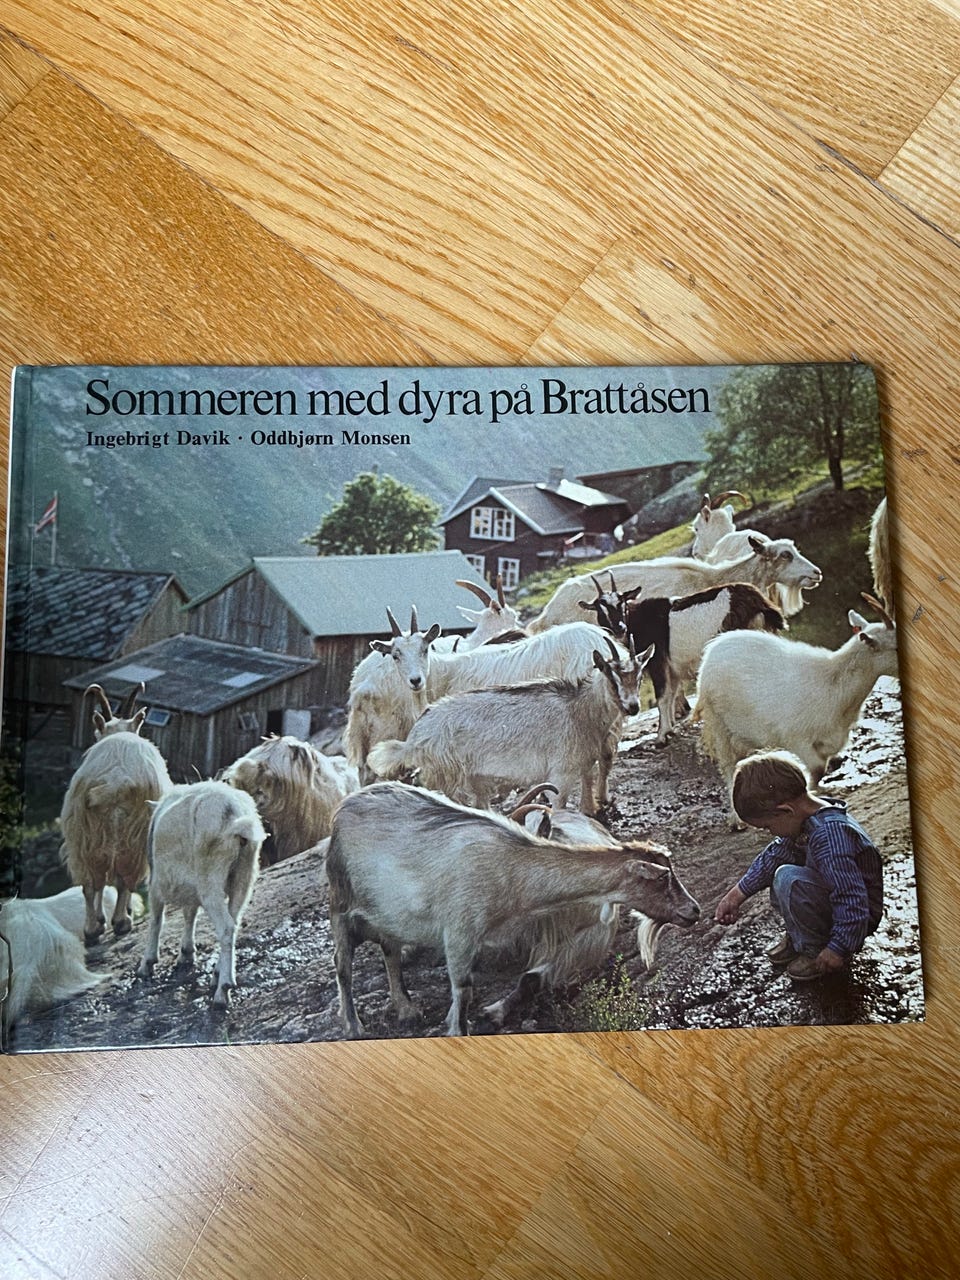 Sommeren med dyra på Brattåsen
Ingebrigt Davik · Oddbjørn Monsen